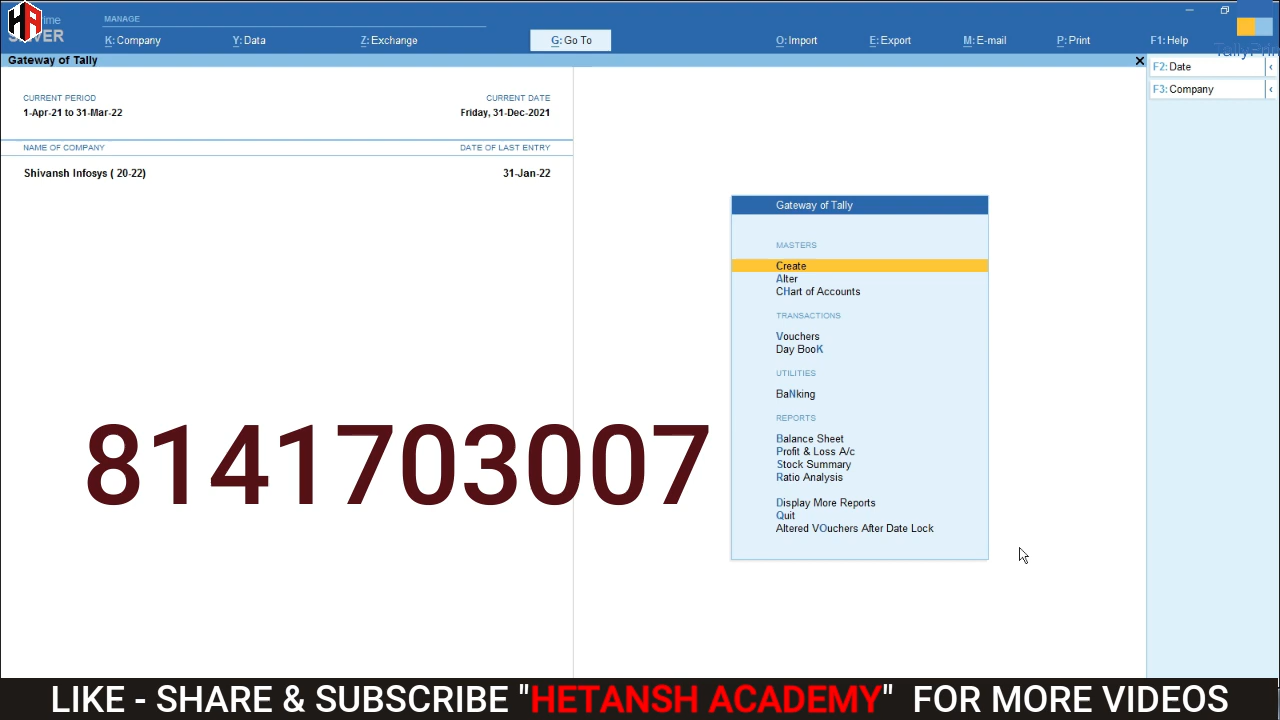 HA
MANAGE
K: Company Y: Data Z: Exchange G: Go To O: Import E: Export M: E-mail P: Print F1: Help
Gateway of Tally
F2: Date
F3: Company
CURRENT PERIOD CURRENT DATE
1-Apr-21 to 31-Mar-22 Friday, 31-Dec-2021
NAME OF COMPANY DATE OF LAST ENTRY
Shivansh Infosys ( 20-22) 31-Jan-22
Gateway of Tally
MASTERS
Create
Alter
CHart of Accounts
TRANSACTIONS
Vouchers
Day BooK
UTILITIES
BaNking
REPORTS
Balance Sheet
Profit & Loss A/c
Stock Summary
Ratio Analysis
Display More Reports
Quit
Altered VOuchers After Date Lock
8141703007
LIKE - SHARE & SUBSCRIBE "HETANSH ACADEMY" FOR MORE VIDEOS